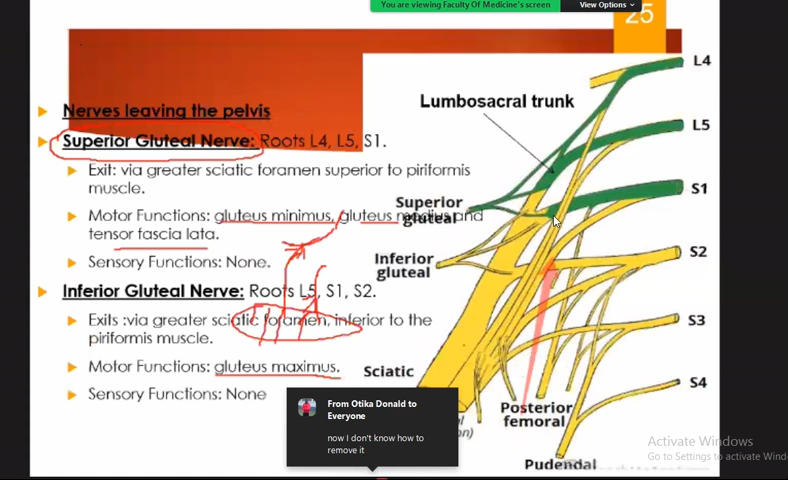 You are viewing Faculty Of Medicine's screen
View Options
25
Nerves leaving the pelvis
Superior Gluteal Nerve: Roots L4, L5, S1.
Exit: via greater sciatic foramen superior to piriformis
muscle.
Motor Functions: gluteus minimus, gluteus medius and
tensor fascia lata.
Sensory Functions: None.
Inferior Gluteal Nerve: Roots L5, S1, S2.
Exits :via greater sciatic foramen, inferior to the
piriformis muscle.
Motor Functions: gluteus maximus.
Sensory Functions: None
L4
Lumbosacral trunk
L5
S1
Superior
gluteal
S2
Inferior
gluteal
S3
Sciatic
S4
Posterior
femoral
Pudendal
From Otika Donald to
Everyone
now I don't know how to
remove it
Activate Windows
Go to Settings to activate Wind